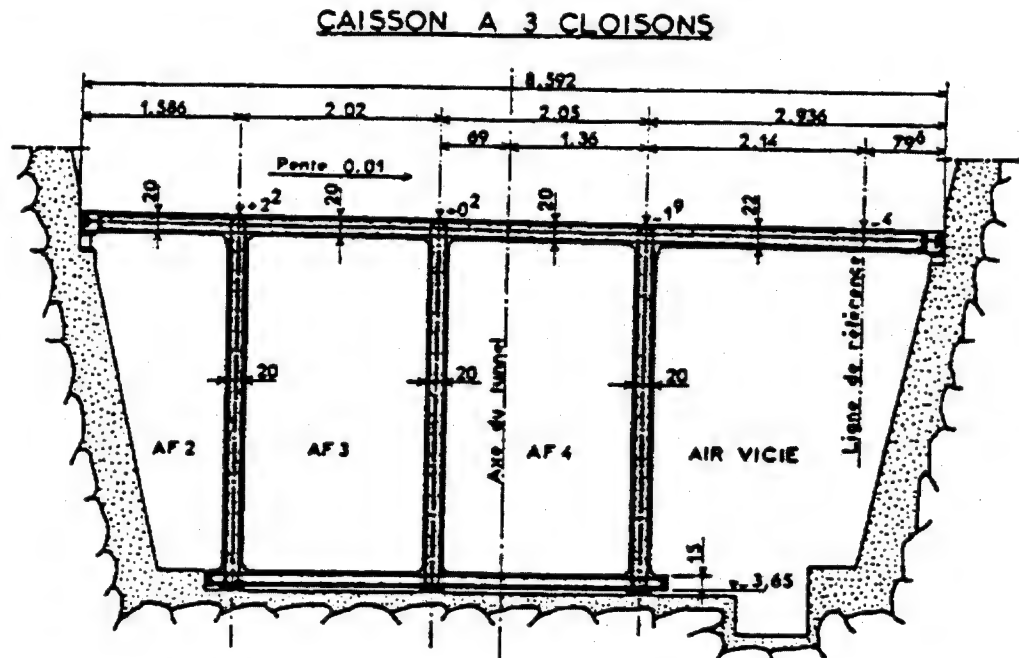 CAISSON A 3 CLOISONS
8.592
1.586 2.02 2.05 2.936
69 1.36 2.14 79⁶
Pente 0.01
20 +2² 20 -0² 20 -1⁹ 22 -4
20 20 20
Axe du tunnel
Ligne de référence
AF 2 AF 3 AF 4 AIR VICIE
15
-3,65